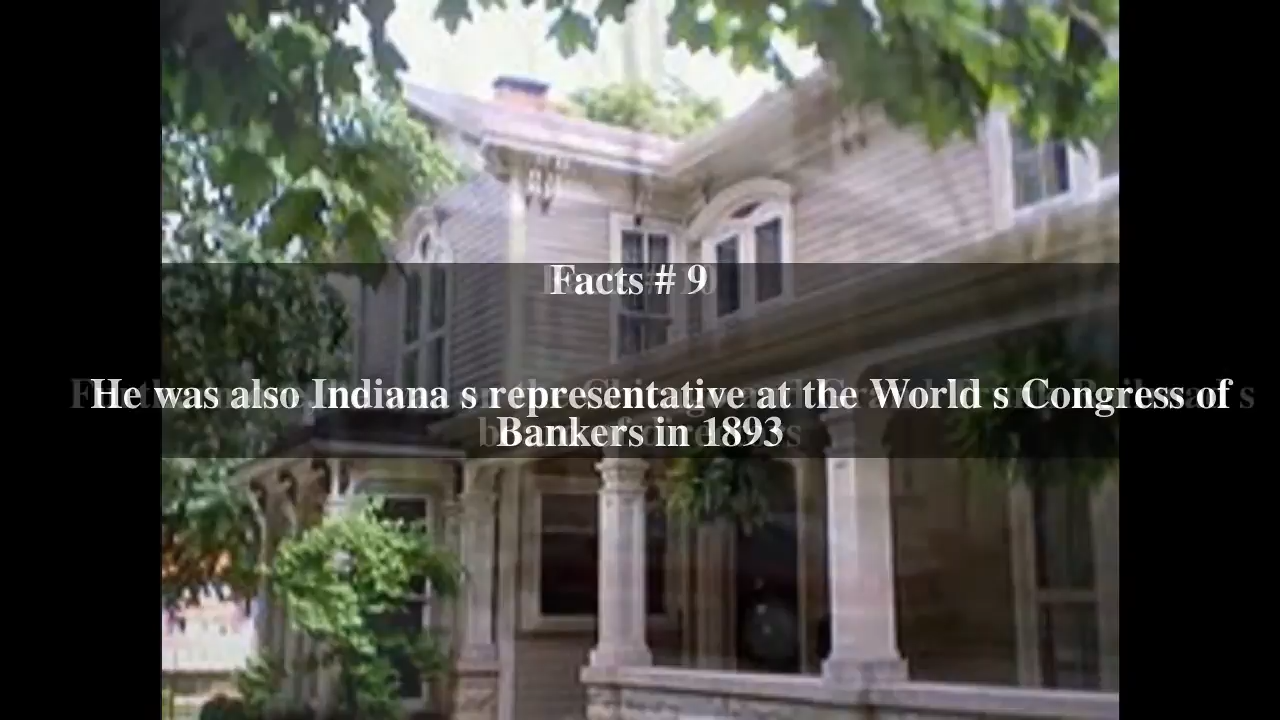 Facts # 9
He was also Indiana s representative at the World s Congress of
Bankers in 1893